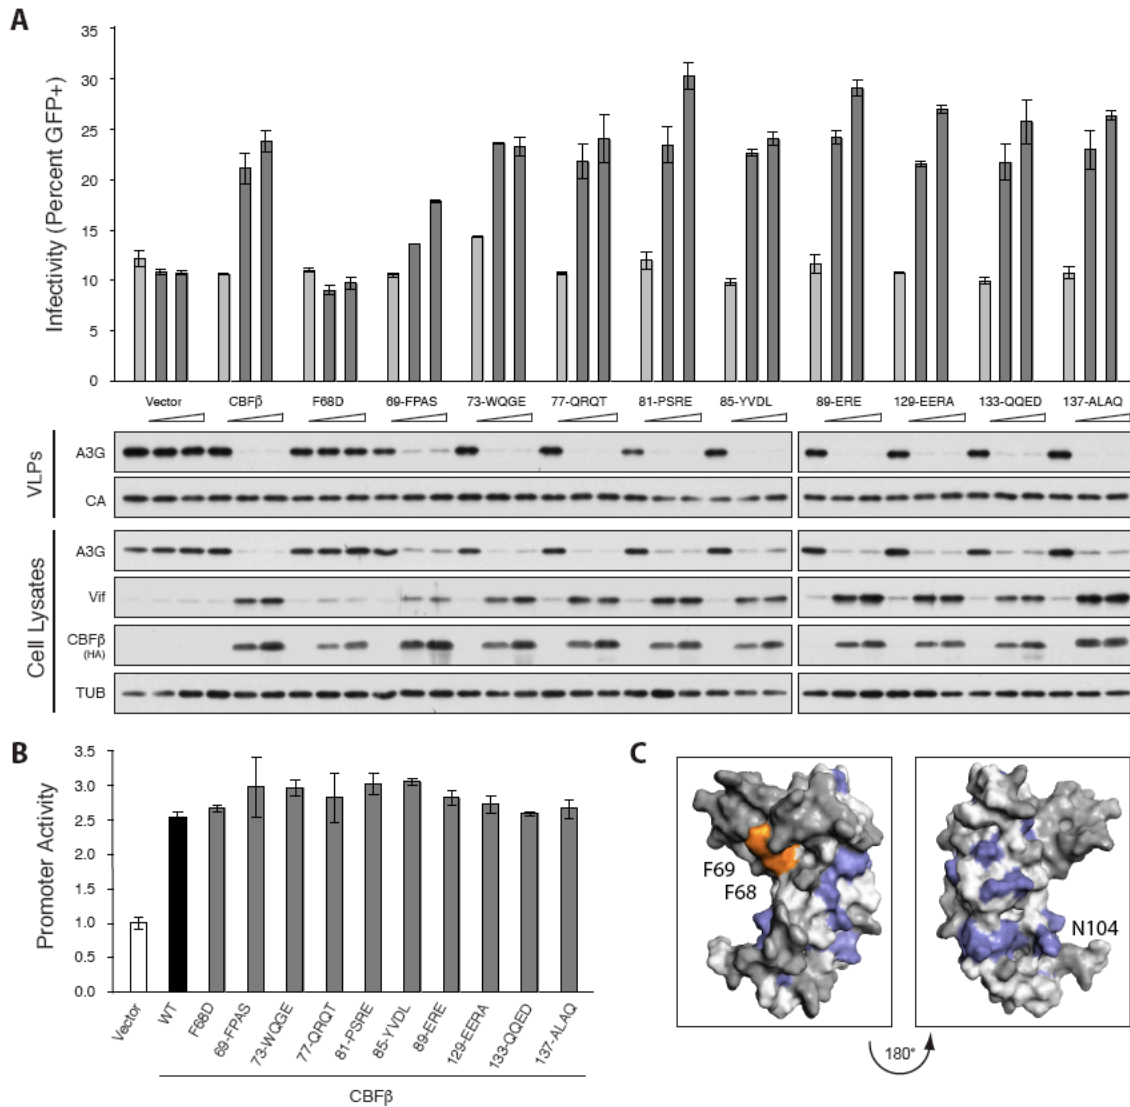 A
Infectivity (Percent GFP+)
35
30
25
20
15
10
5
0
Vector CBFβ F68D 69-FPAS 73-WQGE 77-QRQT 81-PSRE 85-YVDL 89-ERE 129-EERA 133-QQED 137-ALAQ
VLPs
A3G
CA
Cell Lysates
A3G
Vif
CBFβ
(HA)
TUB
B
Promoter Activity
3.5
3.0
2.5
2.0
1.5
1.0
0.5
0.0
Vector WT F68D 69-FPAS 73-WQGE 77-QRQT 81-PSRE 85-YVDL 89-ERE 129-EERA 133-QQED 137-ALAQ
CBFβ
C
F69
F68
N104
180°